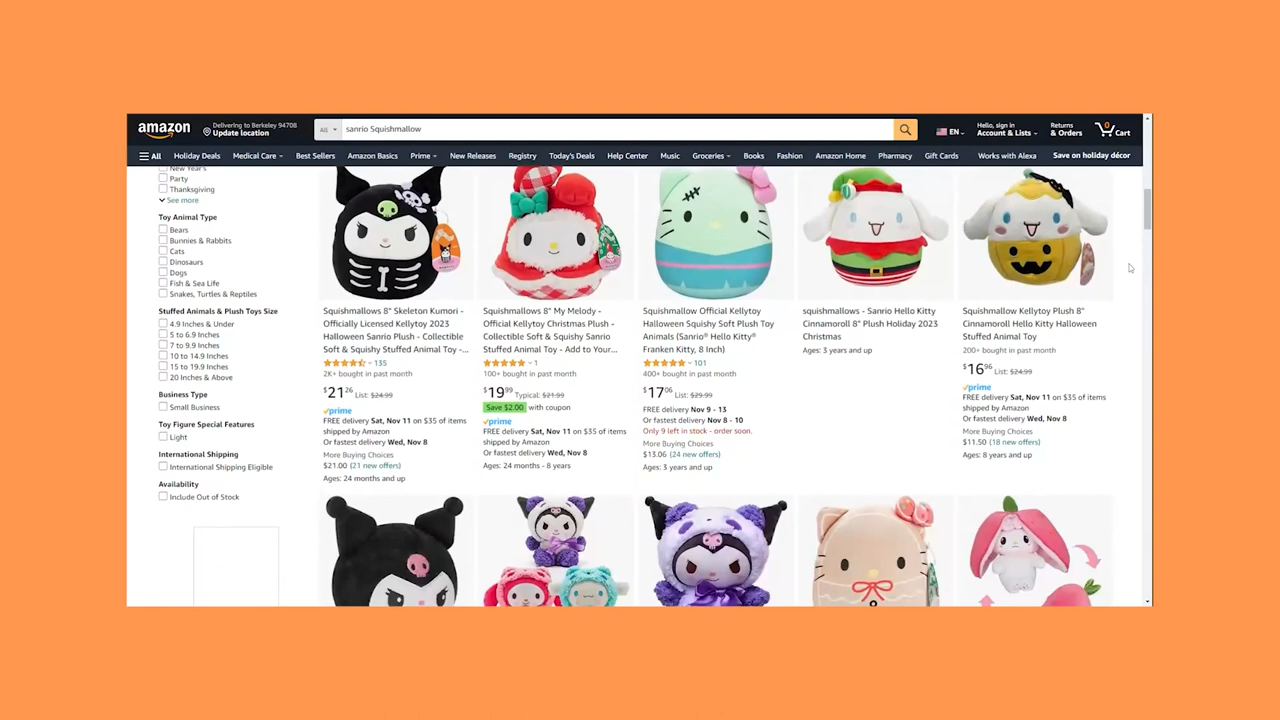 amazon
Delivering to Berkeley 94708
Update location
All
sanrio Squishmallow
EN
Hello, sign in
Account & Lists
Returns
& Orders
0
Cart
All
Holiday Deals
Medical Care
Best Sellers
Amazon Basics
Prime
New Releases
Registry
Today's Deals
Help Center
Music
Groceries
Books
Fashion
Amazon Home
Pharmacy
Gift Cards
Works with Alexa
Save on holiday décor
New Year's
Party
Thanksgiving
See more
Toy Animal Type
Bears
Bunnies & Rabbits
Cats
Dinosaurs
Dogs
Fish & Sea Life
Snakes, Turtles & Reptiles
Stuffed Animals & Plush Toys Size
4.9 Inches & Under
5 to 6.9 Inches
7 to 9.9 Inches
10 to 14.9 Inches
15 to 19.9 Inches
20 Inches & Above
Business Type
Small Business
Toy Figure Special Features
Light
International Shipping
International Shipping Eligible
Availability
Include Out of Stock
Squishmallows 8" Skeleton Kumori -
Officially Licensed Kellytoy 2023
Halloween Sanrio Plush - Collectible
Soft & Squishy Stuffed Animal Toy -...
135
2K+ bought in past month
$21 26 List: $24.99
prime
FREE delivery Sat, Nov 11 on $35 of items
shipped by Amazon
Or fastest delivery Wed, Nov 8
More Buying Choices
$21.00 (21 new offers)
Ages: 24 months and up
Squishmallows 8" My Melody -
Official Kellytoy Christmas Plush -
Collectible Soft & Squishy Sanrio
Stuffed Animal Toy - Add to Your...
1
100+ bought in past month
$19 99 Typical: $21.99
Save $2.00 with coupon
prime
FREE delivery Sat, Nov 11 on $35 of items
shipped by Amazon
Or fastest delivery Wed, Nov 8
Ages: 24 months - 8 years
Squishmallow Official Kellytoy
Halloween Squishy Soft Plush Toy
Animals (Sanrio® Hello Kitty®
Franken Kitty, 8 Inch)
101
400+ bought in past month
$17 06 List: $29.99
FREE delivery Nov 9 - 13
Or fastest delivery Nov 8 - 10
Only 9 left in stock - order soon.
More Buying Choices
$13.06 (24 new offers)
Ages: 3 years and up
squishmallows - Sanrio Hello Kitty
Cinnamoroll 8" Plush Holiday 2023
Christmas
Ages: 3 years and up
Squishmallow Kellytoy Plush 8"
Cinnamoroll Hello Kitty Halloween
Stuffed Animal Toy
200+ bought in past month
$16 96 List: $24.99
prime
FREE delivery Sat, Nov 11 on $35 of items
shipped by Amazon
Or fastest delivery Wed, Nov 8
More Buying Choices
$11.50 (18 new offers)
Ages: 8 years and up